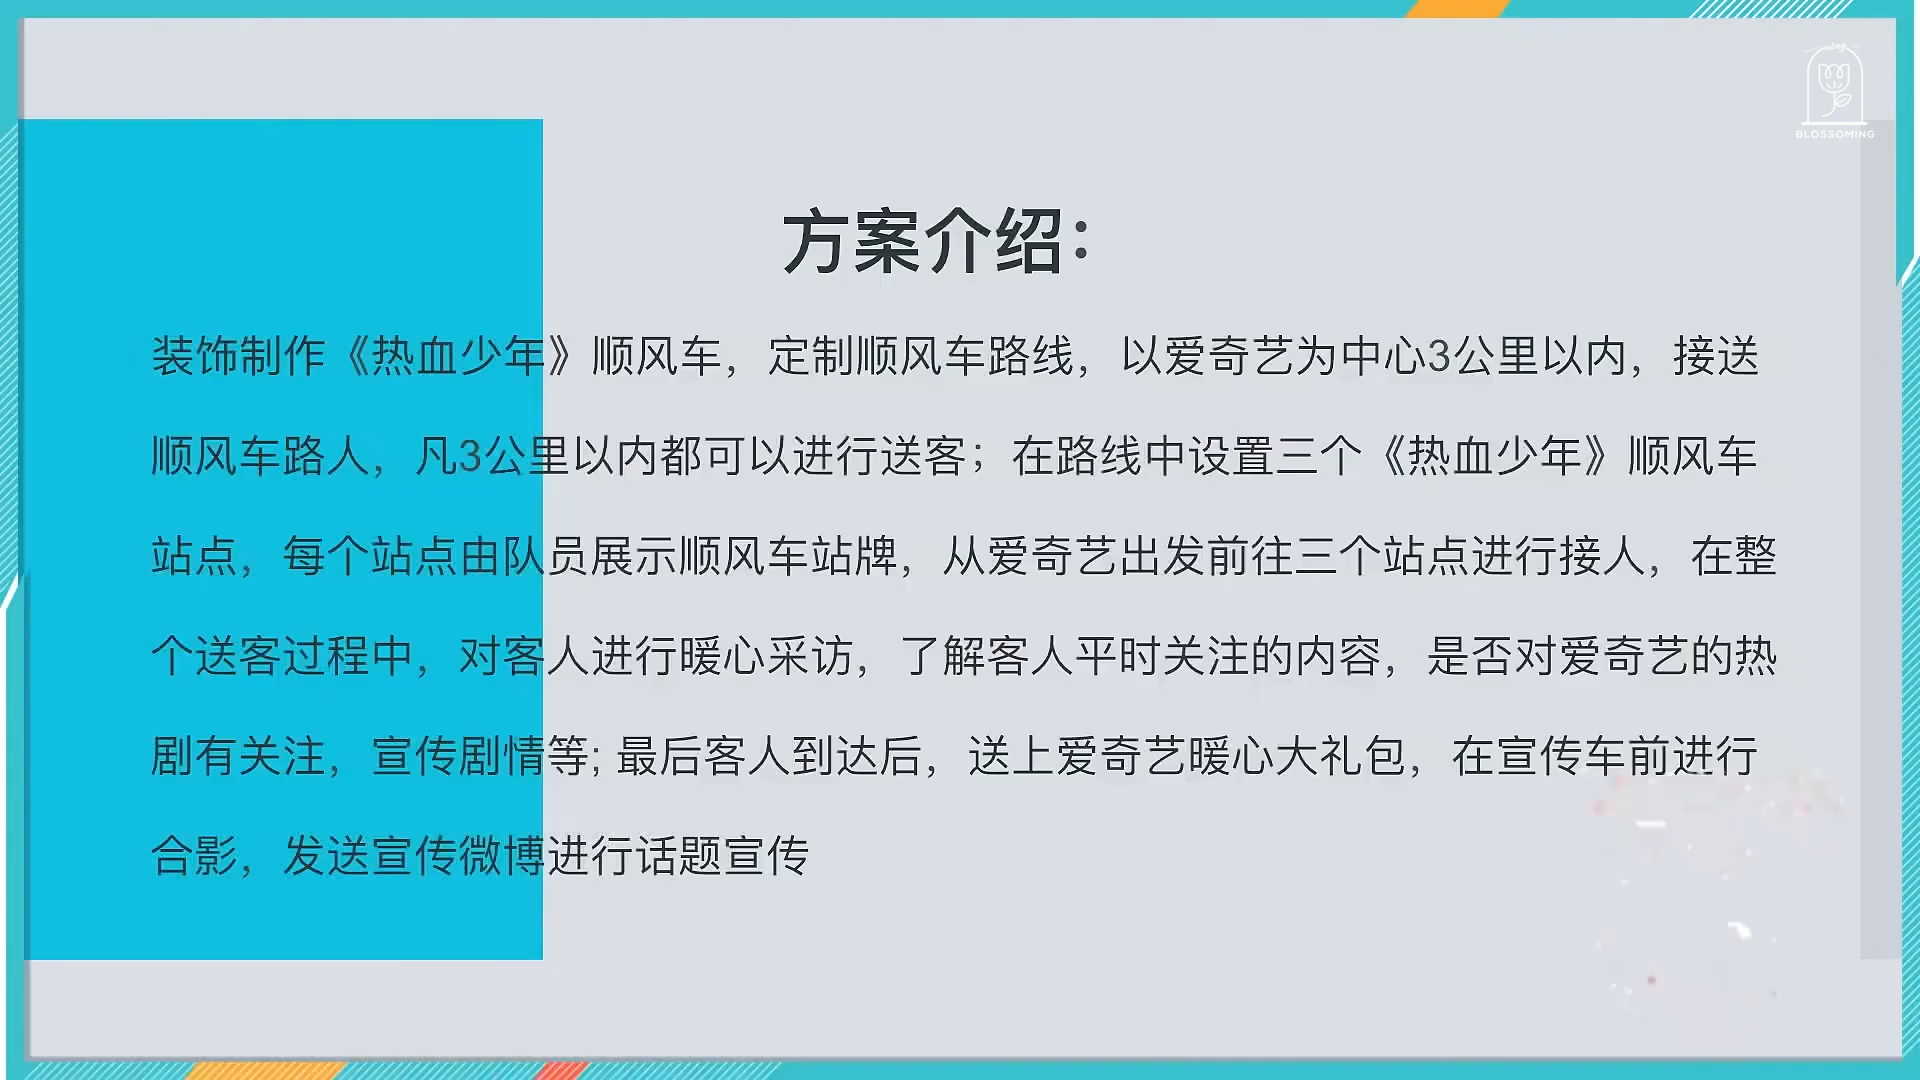 BLOSSOMING
方案介绍：
装饰制作《热血少年》顺风车，定制顺风车路线，以爱奇艺为中心3公里以内，接送
顺风车路人，凡3公里以内都可以进行送客；在路线中设置三个《热血少年》顺风车
站点，每个站点由队员展示顺风车站牌，从爱奇艺出发前往三个站点进行接人，在整
个送客过程中，对客人进行暖心采访，了解客人平时关注的内容，是否对爱奇艺的热
剧有关注，宣传剧情等; 最后客人到达后，送上爱奇艺暖心大礼包，在宣传车前进行
合影，发送宣传微博进行话题宣传